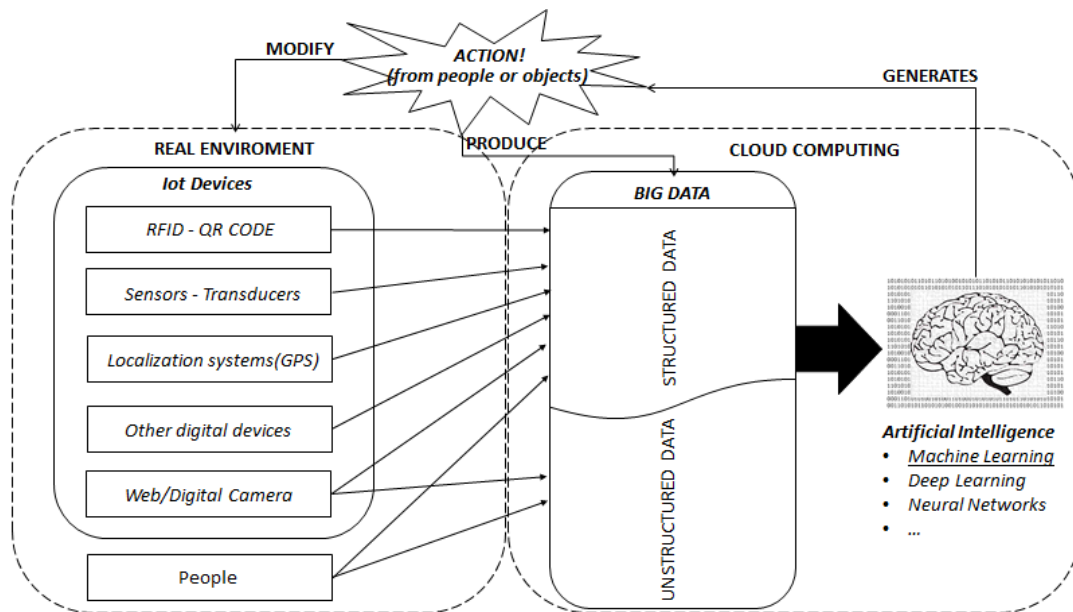 MODIFY
ACTION!
(from people or objects)
GENERATES
PRODUCE
REAL ENVIROMENT
Iot Devices
RFID - QR CODE
Sensors - Transducers
Localization systems(GPS)
Other digital devices
Web/Digital Camera
People
CLOUD COMPUTING
BIG DATA
STRUCTURED DATA
UNSTRUCTURED DATA
Artificial Intelligence
• Machine Learning
• Deep Learning
• Neural Networks
• ...